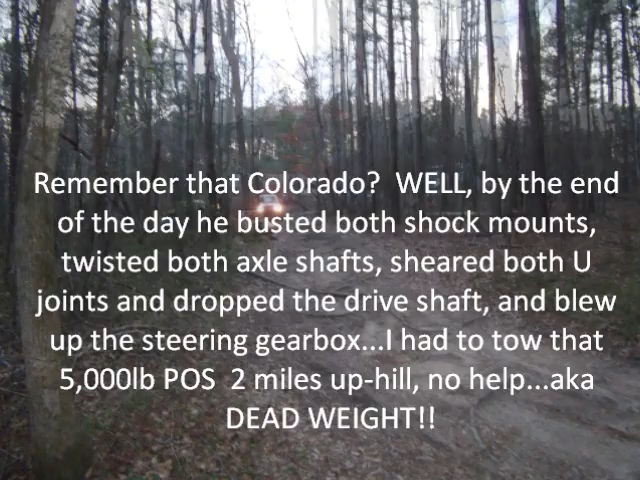 Remember that Colorado?  WELL, by the end
of the day he busted both shock mounts,
twisted both axle shafts, sheared both U
joints and dropped the drive shaft, and blew
up the steering gearbox...I had to tow that
5,000lb POS  2 miles up-hill, no help...aka
DEAD WEIGHT!!